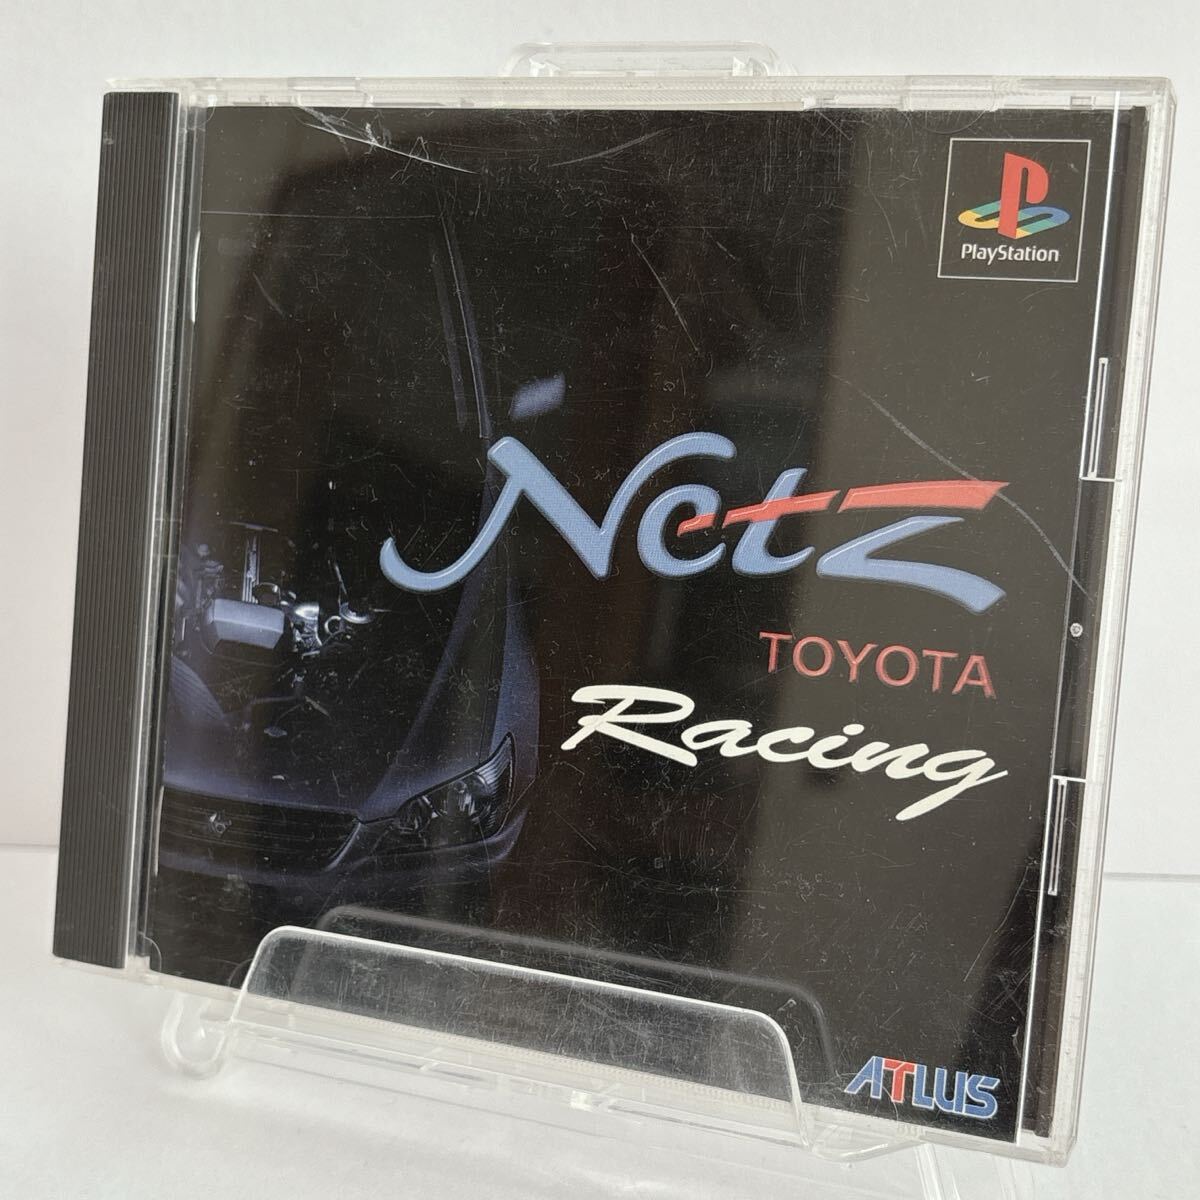 PlayStation
Netz
TOYOTA
Racing
ATLUS